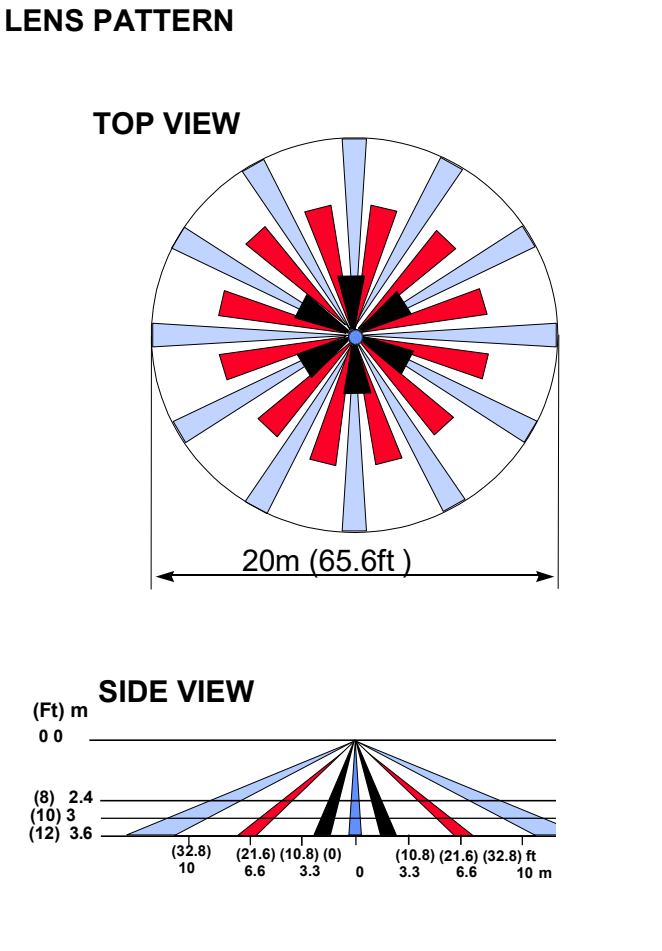 LENS PATTERN
TOP VIEW
20m (65.6ft )
SIDE VIEW
(Ft) m
0 0
(8) 2.4
(10) 3
(12) 3.6
(32.8) (21.6) (10.8) (0) (10.8) (21.6) (32.8) ft
10 6.6 3.3 0 3.3 6.6 10 m